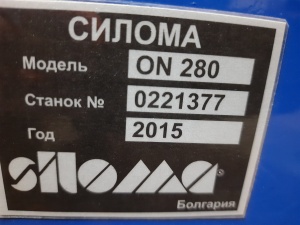 СИЛОМА
Модель ON 280
Станок № 0221377
Год 2015
siloma®
Болгария